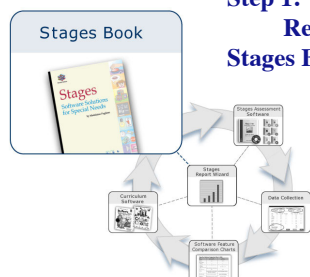 Step 1:
Re
Stages Book
Stages B
Stages
Software Solutions
for Special Needs
Stages Assessment
Software
Stages
Report Wizard
Curriculum
Software
Data Collection
Software Feature
Comparison Charts